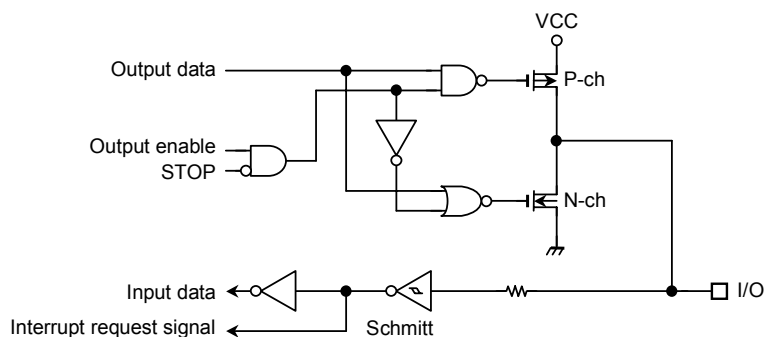 VCC
Output data
P-ch
Output enable
STOP
N-ch
Input data
I/O
Interrupt request signal
Schmitt